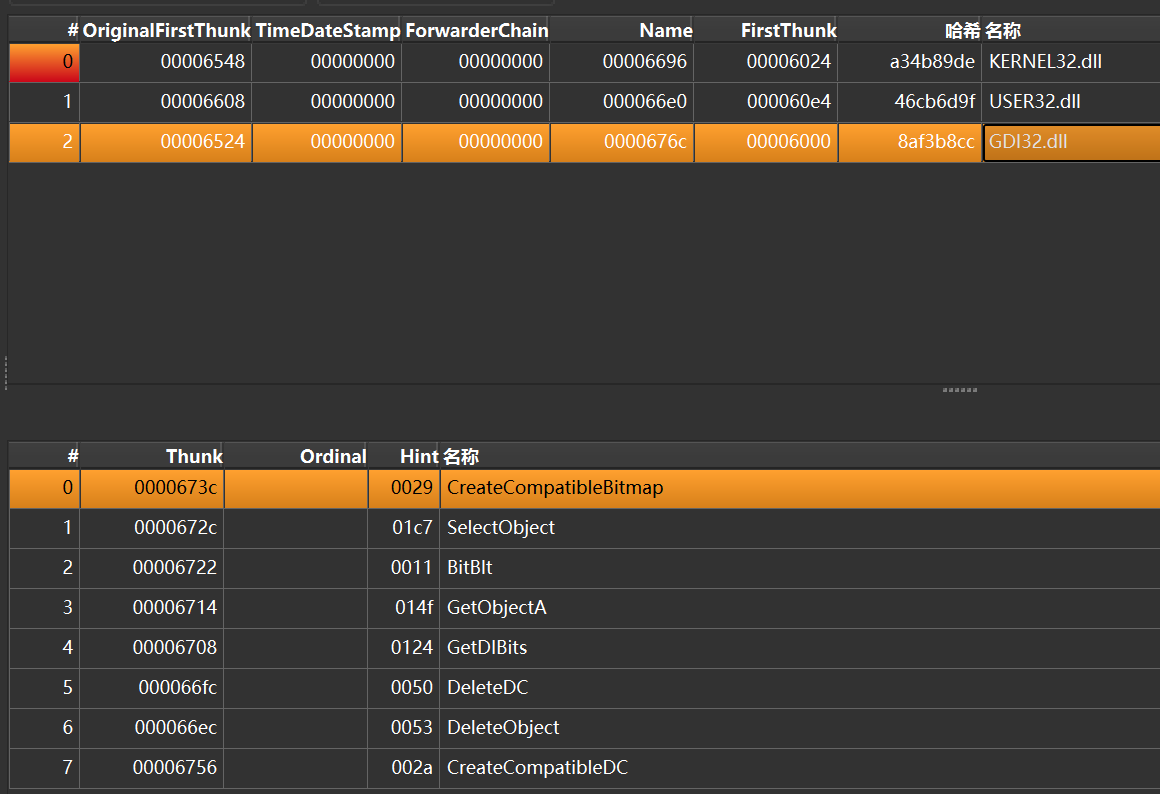 # OriginalFirstThunk TimeDateStamp ForwarderChain Name FirstThunk 哈希 名称
0 00006548 00000000 00000000 00006696 00006024 a34b89de KERNEL32.dll
1 00006608 00000000 00000000 000066e0 000060e4 46cb6d9f USER32.dll
2 00006524 00000000 00000000 0000676c 00006000 8af3b8cc GDI32.dll
# Thunk Ordinal Hint 名称
0 0000673c 0029 CreateCompatibleBitmap
1 0000672c 01c7 SelectObject
2 00006722 0011 BitBlt
3 00006714 014f GetObjectA
4 00006708 0124 GetDIBits
5 000066fc 0050 DeleteDC
6 000066ec 0053 DeleteObject
7 00006756 002a CreateCompatibleDC